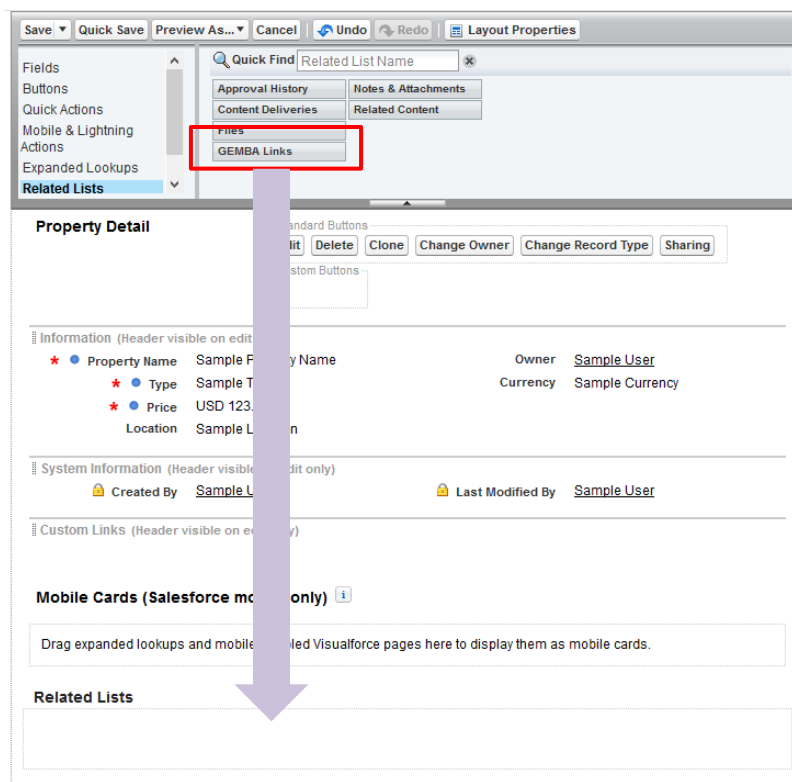 Save Quick Save Preview As... Cancel Undo Redo Layout Properties
Fields
Buttons
Quick Actions
Mobile & Lightning
Actions
Expanded Lookups
Related Lists
Quick Find Related List Name
Approval History Notes & Attachments
Content Deliveries Related Content
Files
GEMBA Links
Property Detail
Buttons
Delete Clone Change Owner Change Record Type Sharing
Buttons
Information (Header visible on edit
* Property Name Sample Name Owner Sample User
* Type Sample Currency Sample Currency
* Price USD 123.
Location Sample
System Information (Header visible edit only)
Created By Sample Last Modified By Sample User
Custom Links (Header visible on
Mobile Cards (Salesforce only) i
Drag expanded lookups and mobile Visualforce pages here to display them as mobile cards.
Related Lists